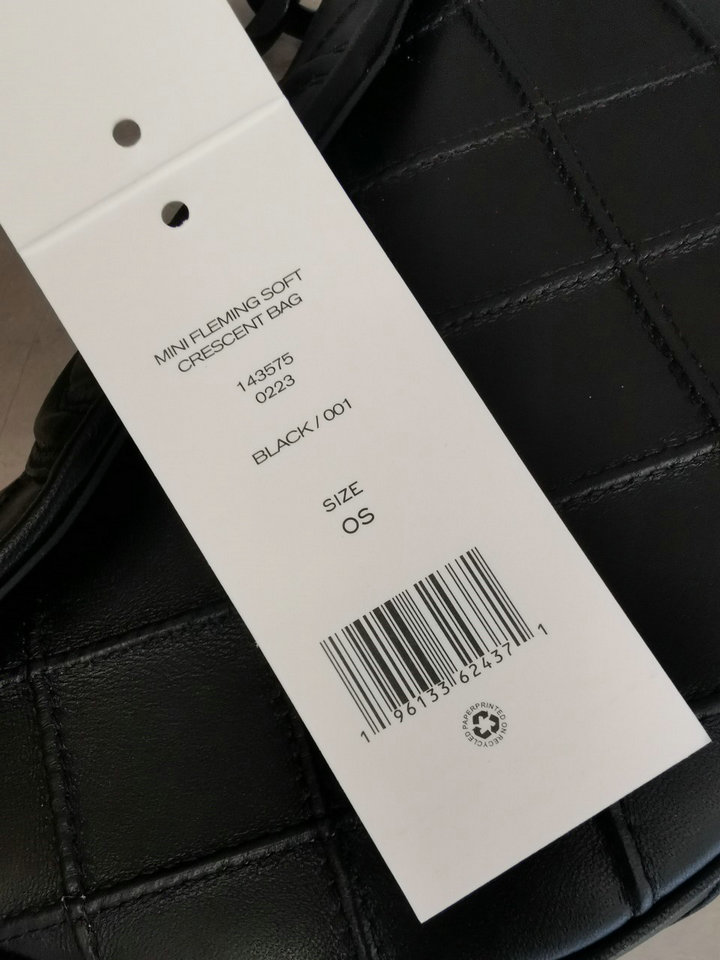 MINI FLEMING SOFT
CRESCENT BAG
143575
0223
BLACK / 001
SIZE
OS
1 96133 62437 1
PRINTED ON RECYCLED PAPER